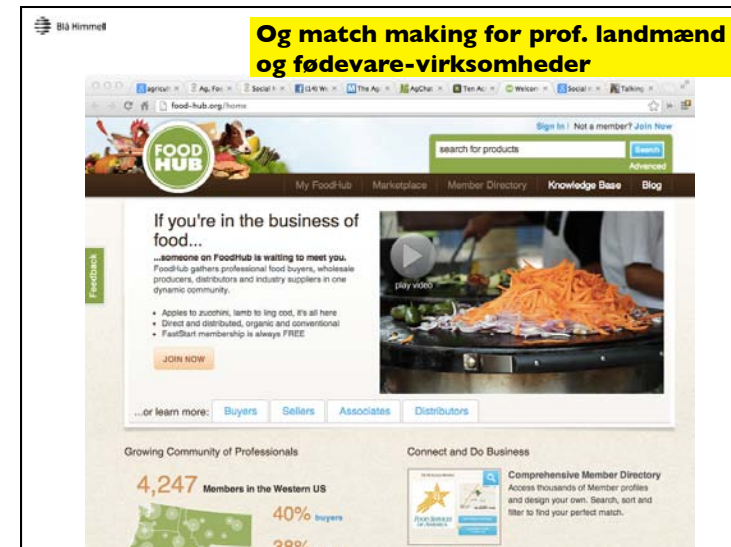 Blå Himmel
Og match making for prof. landmænd
og fødevare-virksomheder
food-hub.org/home
Sign In | Not a member? Join Now
FOOD
HUB
search for products
Search
Advanced
My FoodHub Marketplace Member Directory Knowledge Base Blog
If you're in the business of
food...
...someone on FoodHub is waiting to meet you.
FoodHub gathers professional food buyers, wholesale
producers, distributors and industry suppliers in one
dynamic community.
• Apples to zucchini, lamb to ling cod, it's all here
• Direct and distributed, organic and conventional
• FastStart membership is always FREE
JOIN NOW
play video
Feedback
...or learn more: Buyers Sellers Associates Distributors
Growing Community of Professionals
4,247 Members in the Western US
40% buyers
38%
Connect and Do Business
FOOD SERVICES
OF AMERICA
Comprehensive Member Directory
Access thousands of Member profiles
and design your own. Search, sort and
filter to find your perfect match.